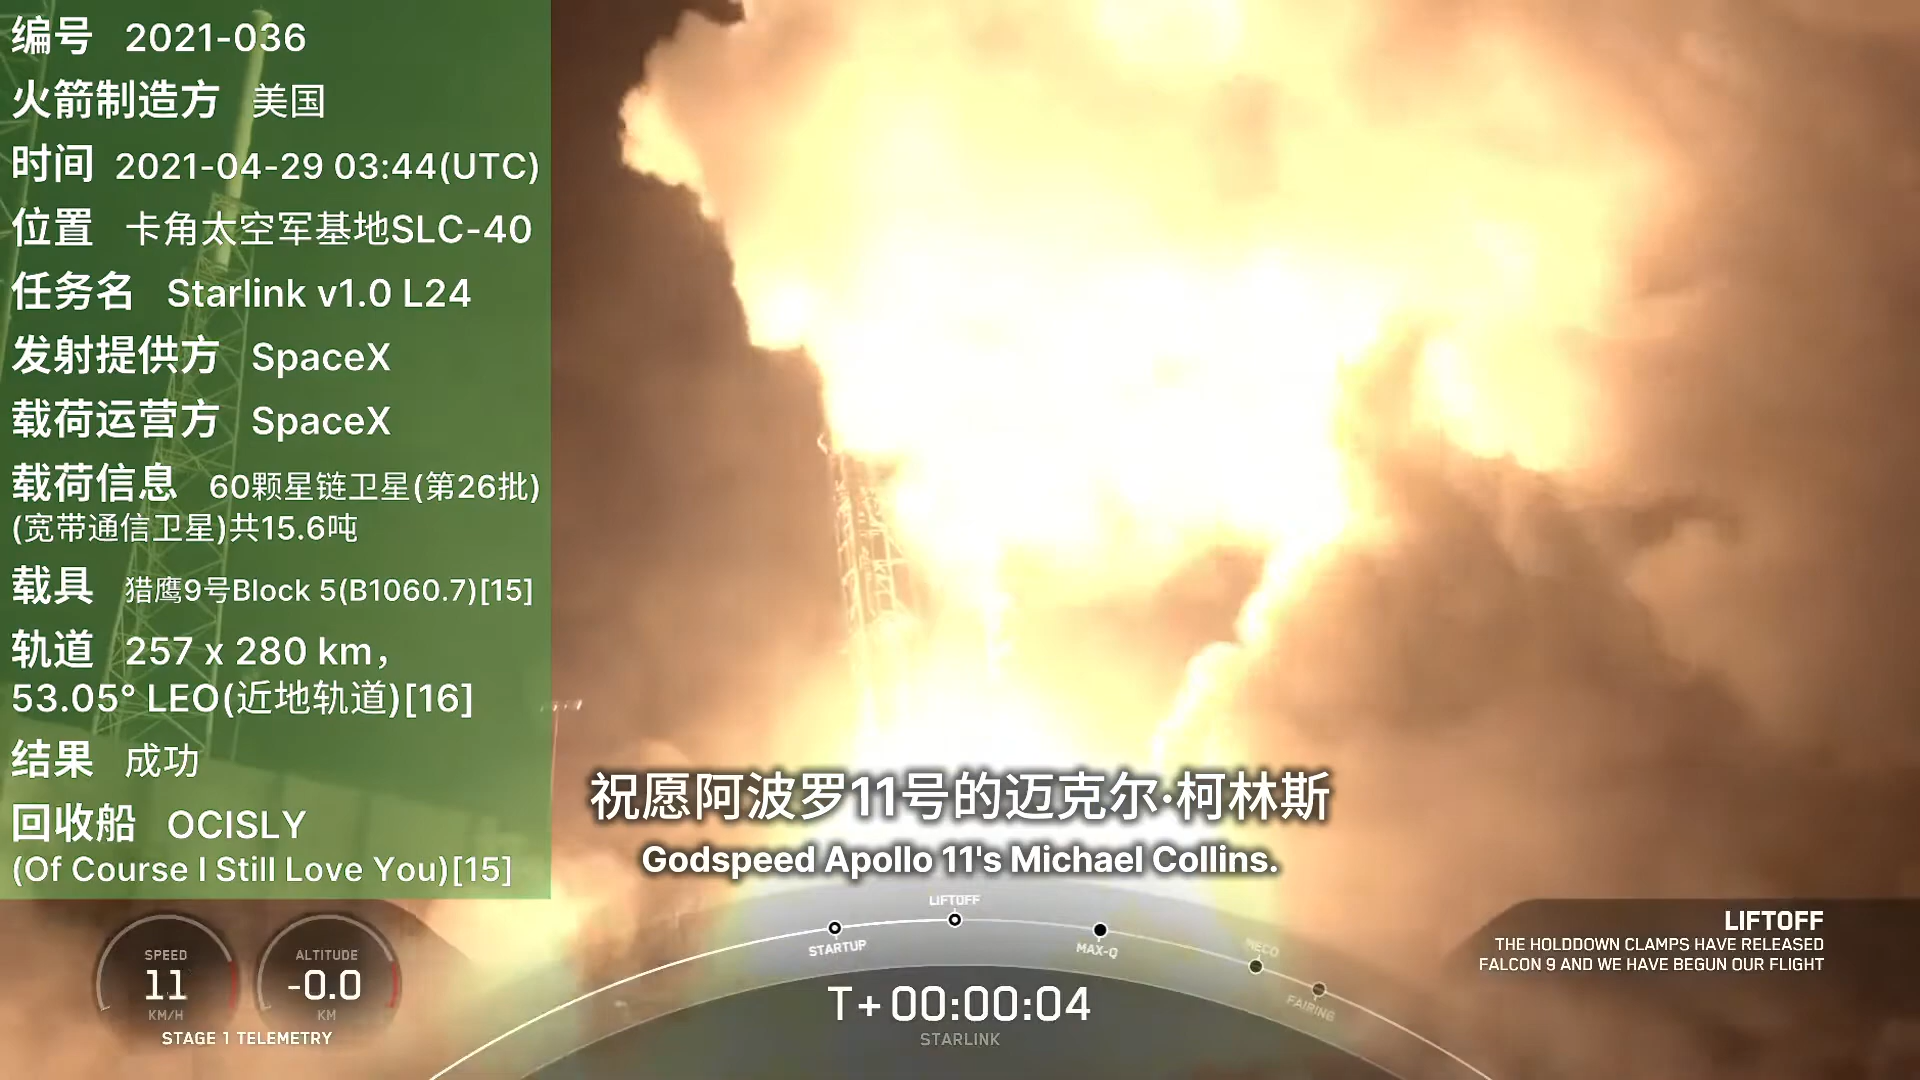 编号 2021-036
火箭制造方 美国
时间 2021-04-29 03:44(UTC)
位置 卡角太空军基地SLC-40
任务名 Starlink v1.0 L24
发射提供方 SpaceX
载荷运营方 SpaceX
载荷信息 60颗星链卫星(第26批)
(宽带通信卫星)共15.6吨
载具 猎鹰9号Block 5(B1060.7)[15]
轨道 257 x 280 km，
53.05° LEO(近地轨道)[16]
结果 成功
回收船 OCISLY
(Of Course I Still Love You)[15]
祝愿阿波罗11号的迈克尔·柯林斯
Godspeed Apollo 11's Michael Collins.
SPEED
11
KM/H
ALTITUDE
-0.0
KM
STAGE 1 TELEMETRY
STARTUP
LIFTOFF
MAX-Q
MECO
FAIRING
T+00:00:04
STARLINK
LIFTOFF
THE HOLDDOWN CLAMPS HAVE RELEASED
FALCON 9 AND WE HAVE BEGUN OUR FLIGHT